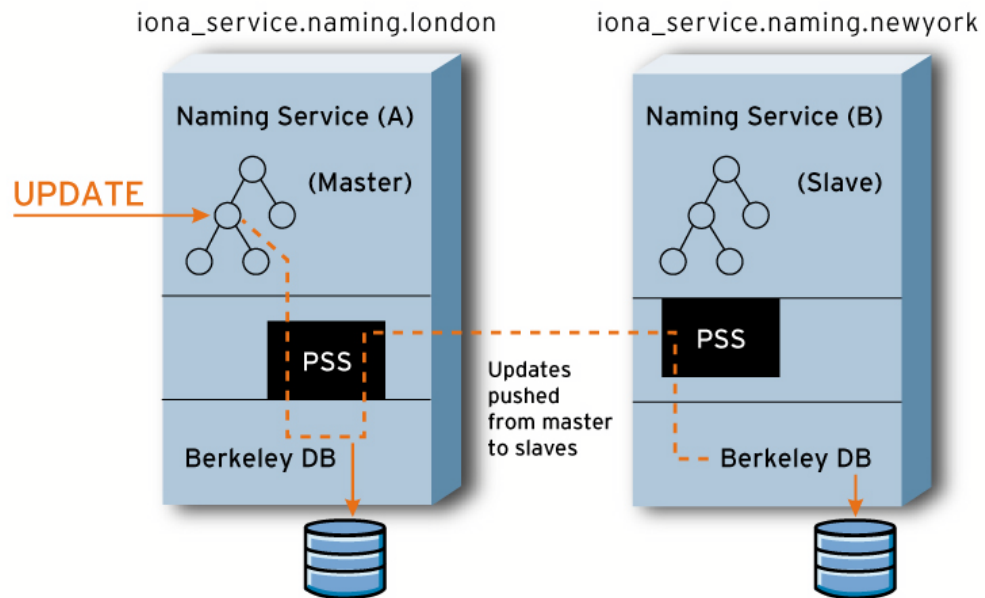 iona_service.naming.london
iona_service.naming.newyork
Naming Service (A)
(Master)
UPDATE
PSS
Berkeley DB
Updates
pushed
from master
to slaves
Naming Service (B)
(Slave)
PSS
Berkeley DB